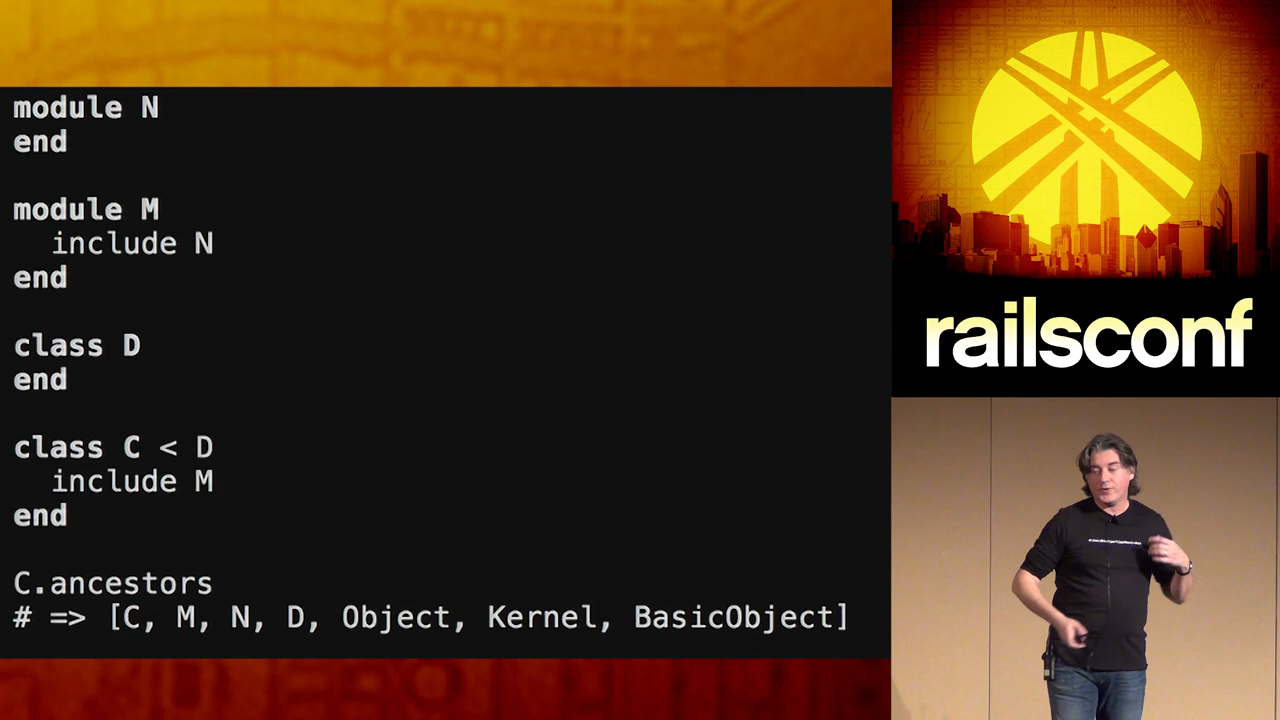 module N
end
module M
  include N
end
class D
end
class C < D
  include M
end
C.ancestors
# => [C, M, N, D, Object, Kernel, BasicObject]
railsconf